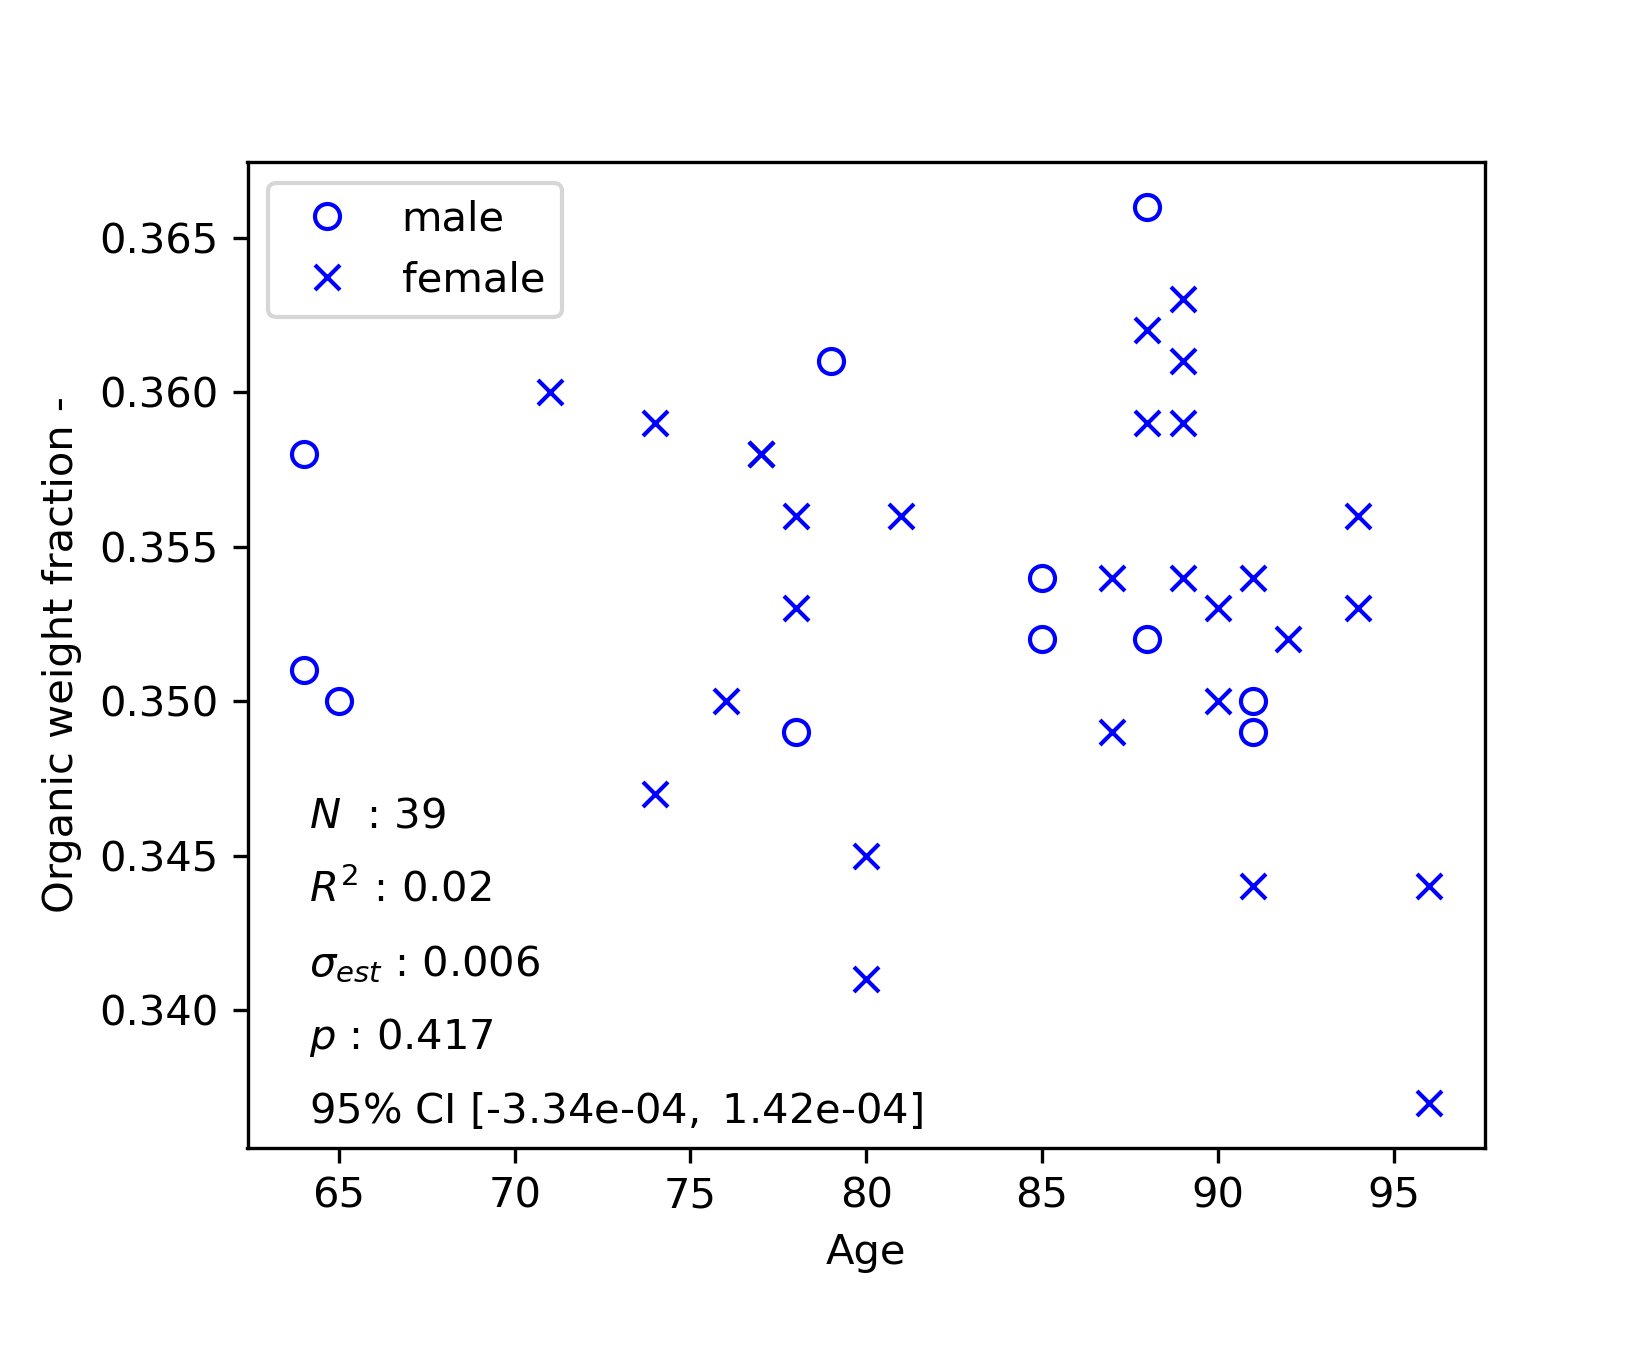 male
female
0.365
0.360
0.355
0.350
0.345
0.340
Organic weight fraction -
N : 39
R² : 0.02
σest : 0.006
p : 0.417
95% CI [-3.34e-04, 1.42e-04]
65 70 75 80 85 90 95
Age